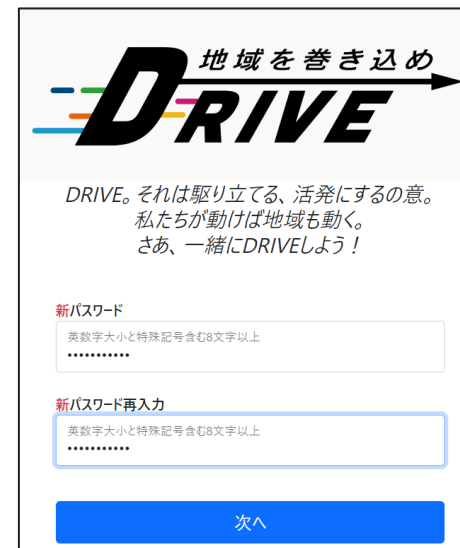 地域を巻き込め
DRIVE
DRIVE。それは駆り立てる、活発にするの意。
私たちが動けば地域も動く。
さあ、一緒にDRIVEしよう！
新パスワード
英数字大小と特殊記号含む8文字以上
•••••••••••
新パスワード再入力
英数字大小と特殊記号含む8文字以上
•••••••••••
次へ